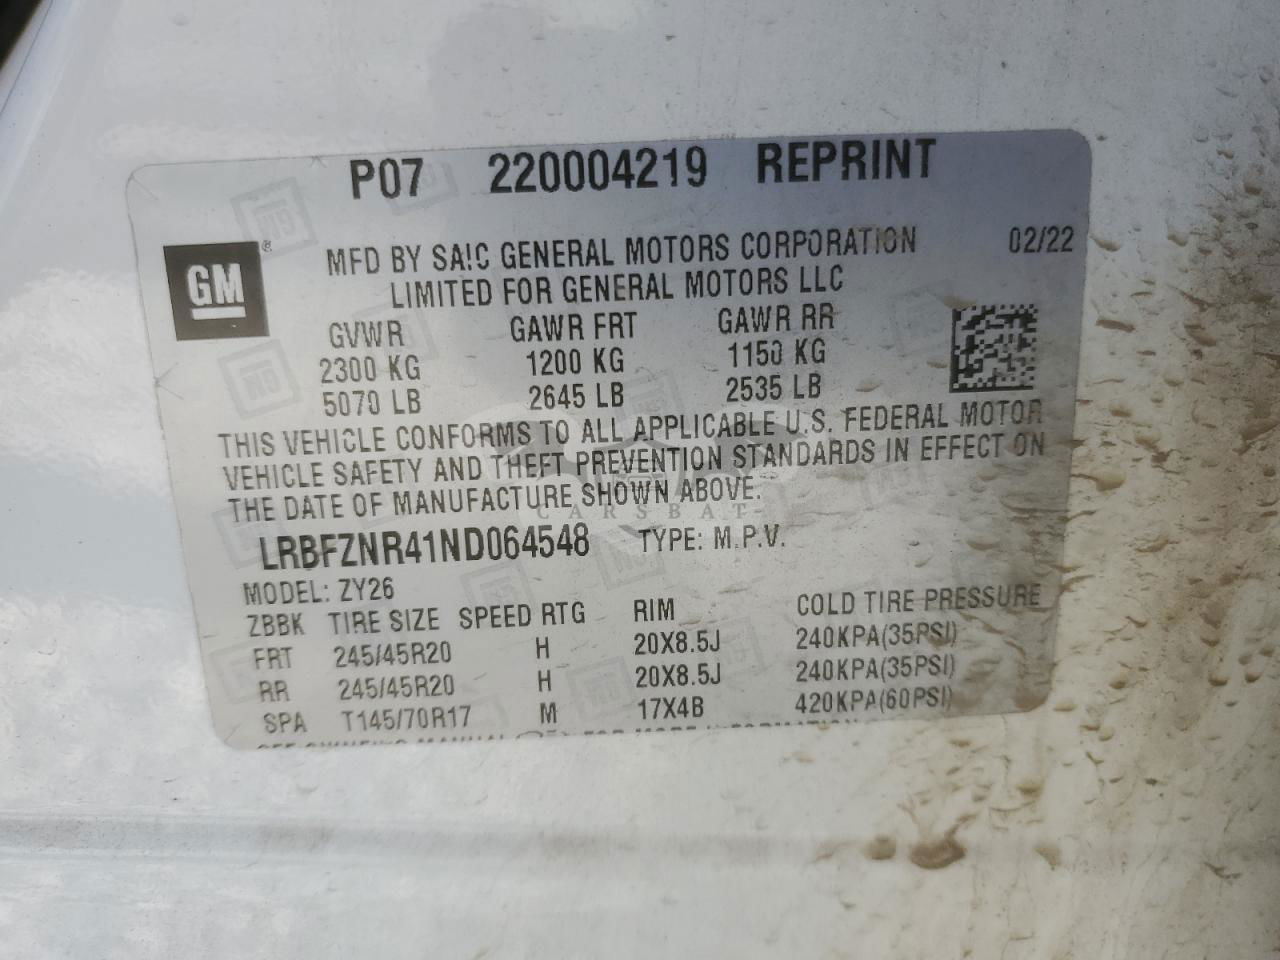 P07 220004219 REPRINT
GM ®
MFD BY SAIC GENERAL MOTORS CORPORATION 02/22
LIMITED FOR GENERAL MOTORS LLC
GVWR GAWR FRT GAWR RR
2300 KG 1200 KG 1150 KG
5070 LB 2645 LB 2535 LB
THIS VEHICLE CONFORMS TO ALL APPLICABLE U.S. FEDERAL MOTOR
VEHICLE SAFETY AND THEFT PREVENTION STANDARDS IN EFFECT ON
THE DATE OF MANUFACTURE SHOWN ABOVE.
CARSBAT
LRBFZNR41ND064548 TYPE: M.P.V.
MODEL: ZY26
ZBBK TIRE SIZE SPEED RTG RIM COLD TIRE PRESSURE
FRT 245/45R20 H 20X8.5J 240KPA(35PSI)
RR 245/45R20 H 20X8.5J 240KPA(35PSI)
SPA T145/70R17 M 17X4B 420KPA(60PSI)